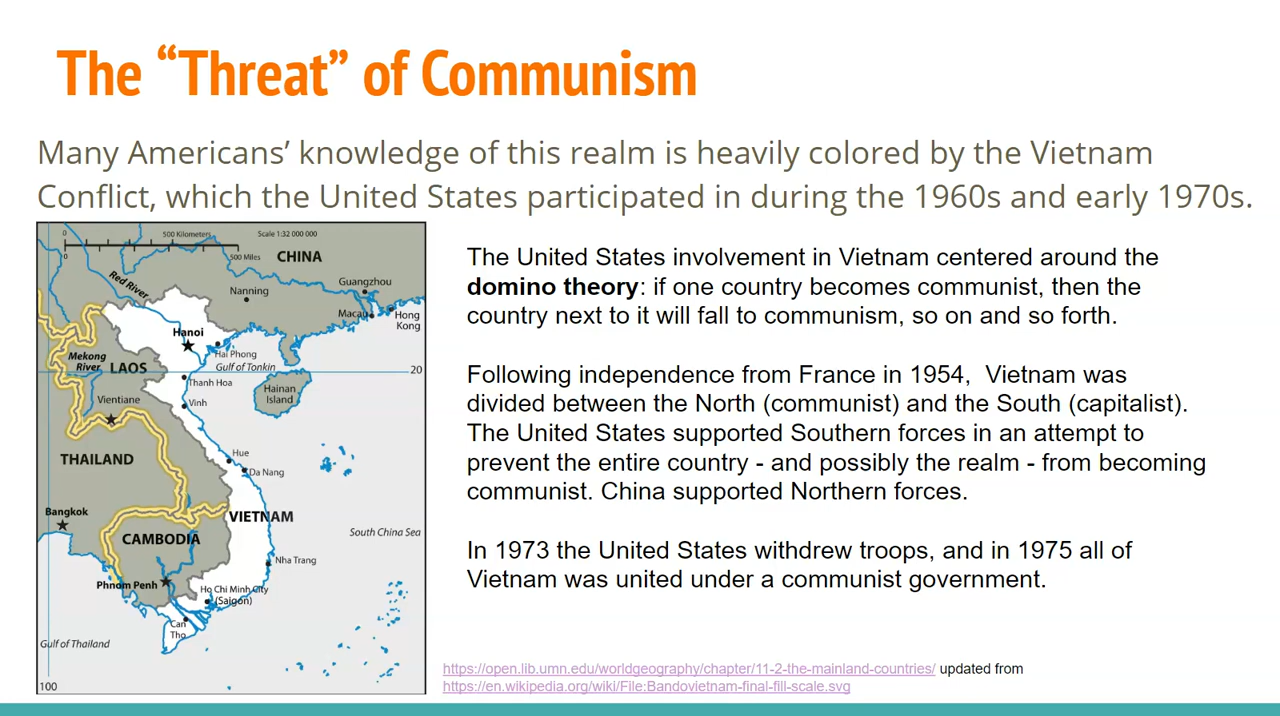 The “Threat” of Communism
Many Americans’ knowledge of this realm is heavily colored by the Vietnam
Conflict, which the United States participated in during the 1960s and early 1970s.
0
500 Kilometers
Scale 1:32 000 000
0
500 Miles
CHINA
Red River
Nanning
Guangzhou
Macau
Hong
Kong
Hanoi
Hai Phong
Mekong
River
LAOS
Gulf of Tonkin
20
Thanh Hoa
Hainan
Island
Vientiane
Vinh
Hue
THAILAND
Da Nang
Bangkok
VIETNAM
South China Sea
CAMBODIA
Nha Trang
Phnom Penh
Ho Chi Minh City
(Saigon)
Can
Tho
Gulf of Thailand
100
The United States involvement in Vietnam centered around the
domino theory: if one country becomes communist, then the
country next to it will fall to communism, so on and so forth.
Following independence from France in 1954,  Vietnam was
divided between the North (communist) and the South (capitalist).
The United States supported Southern forces in an attempt to
prevent the entire country - and possibly the realm - from becoming
communist. China supported Northern forces.
In 1973 the United States withdrew troops, and in 1975 all of
Vietnam was united under a communist government.
https://open.lib.umn.edu/worldgeography/chapter/11-2-the-mainland-countries/ updated from
https://en.wikipedia.org/wiki/File:Bandovietnam-final-fill-scale.svg